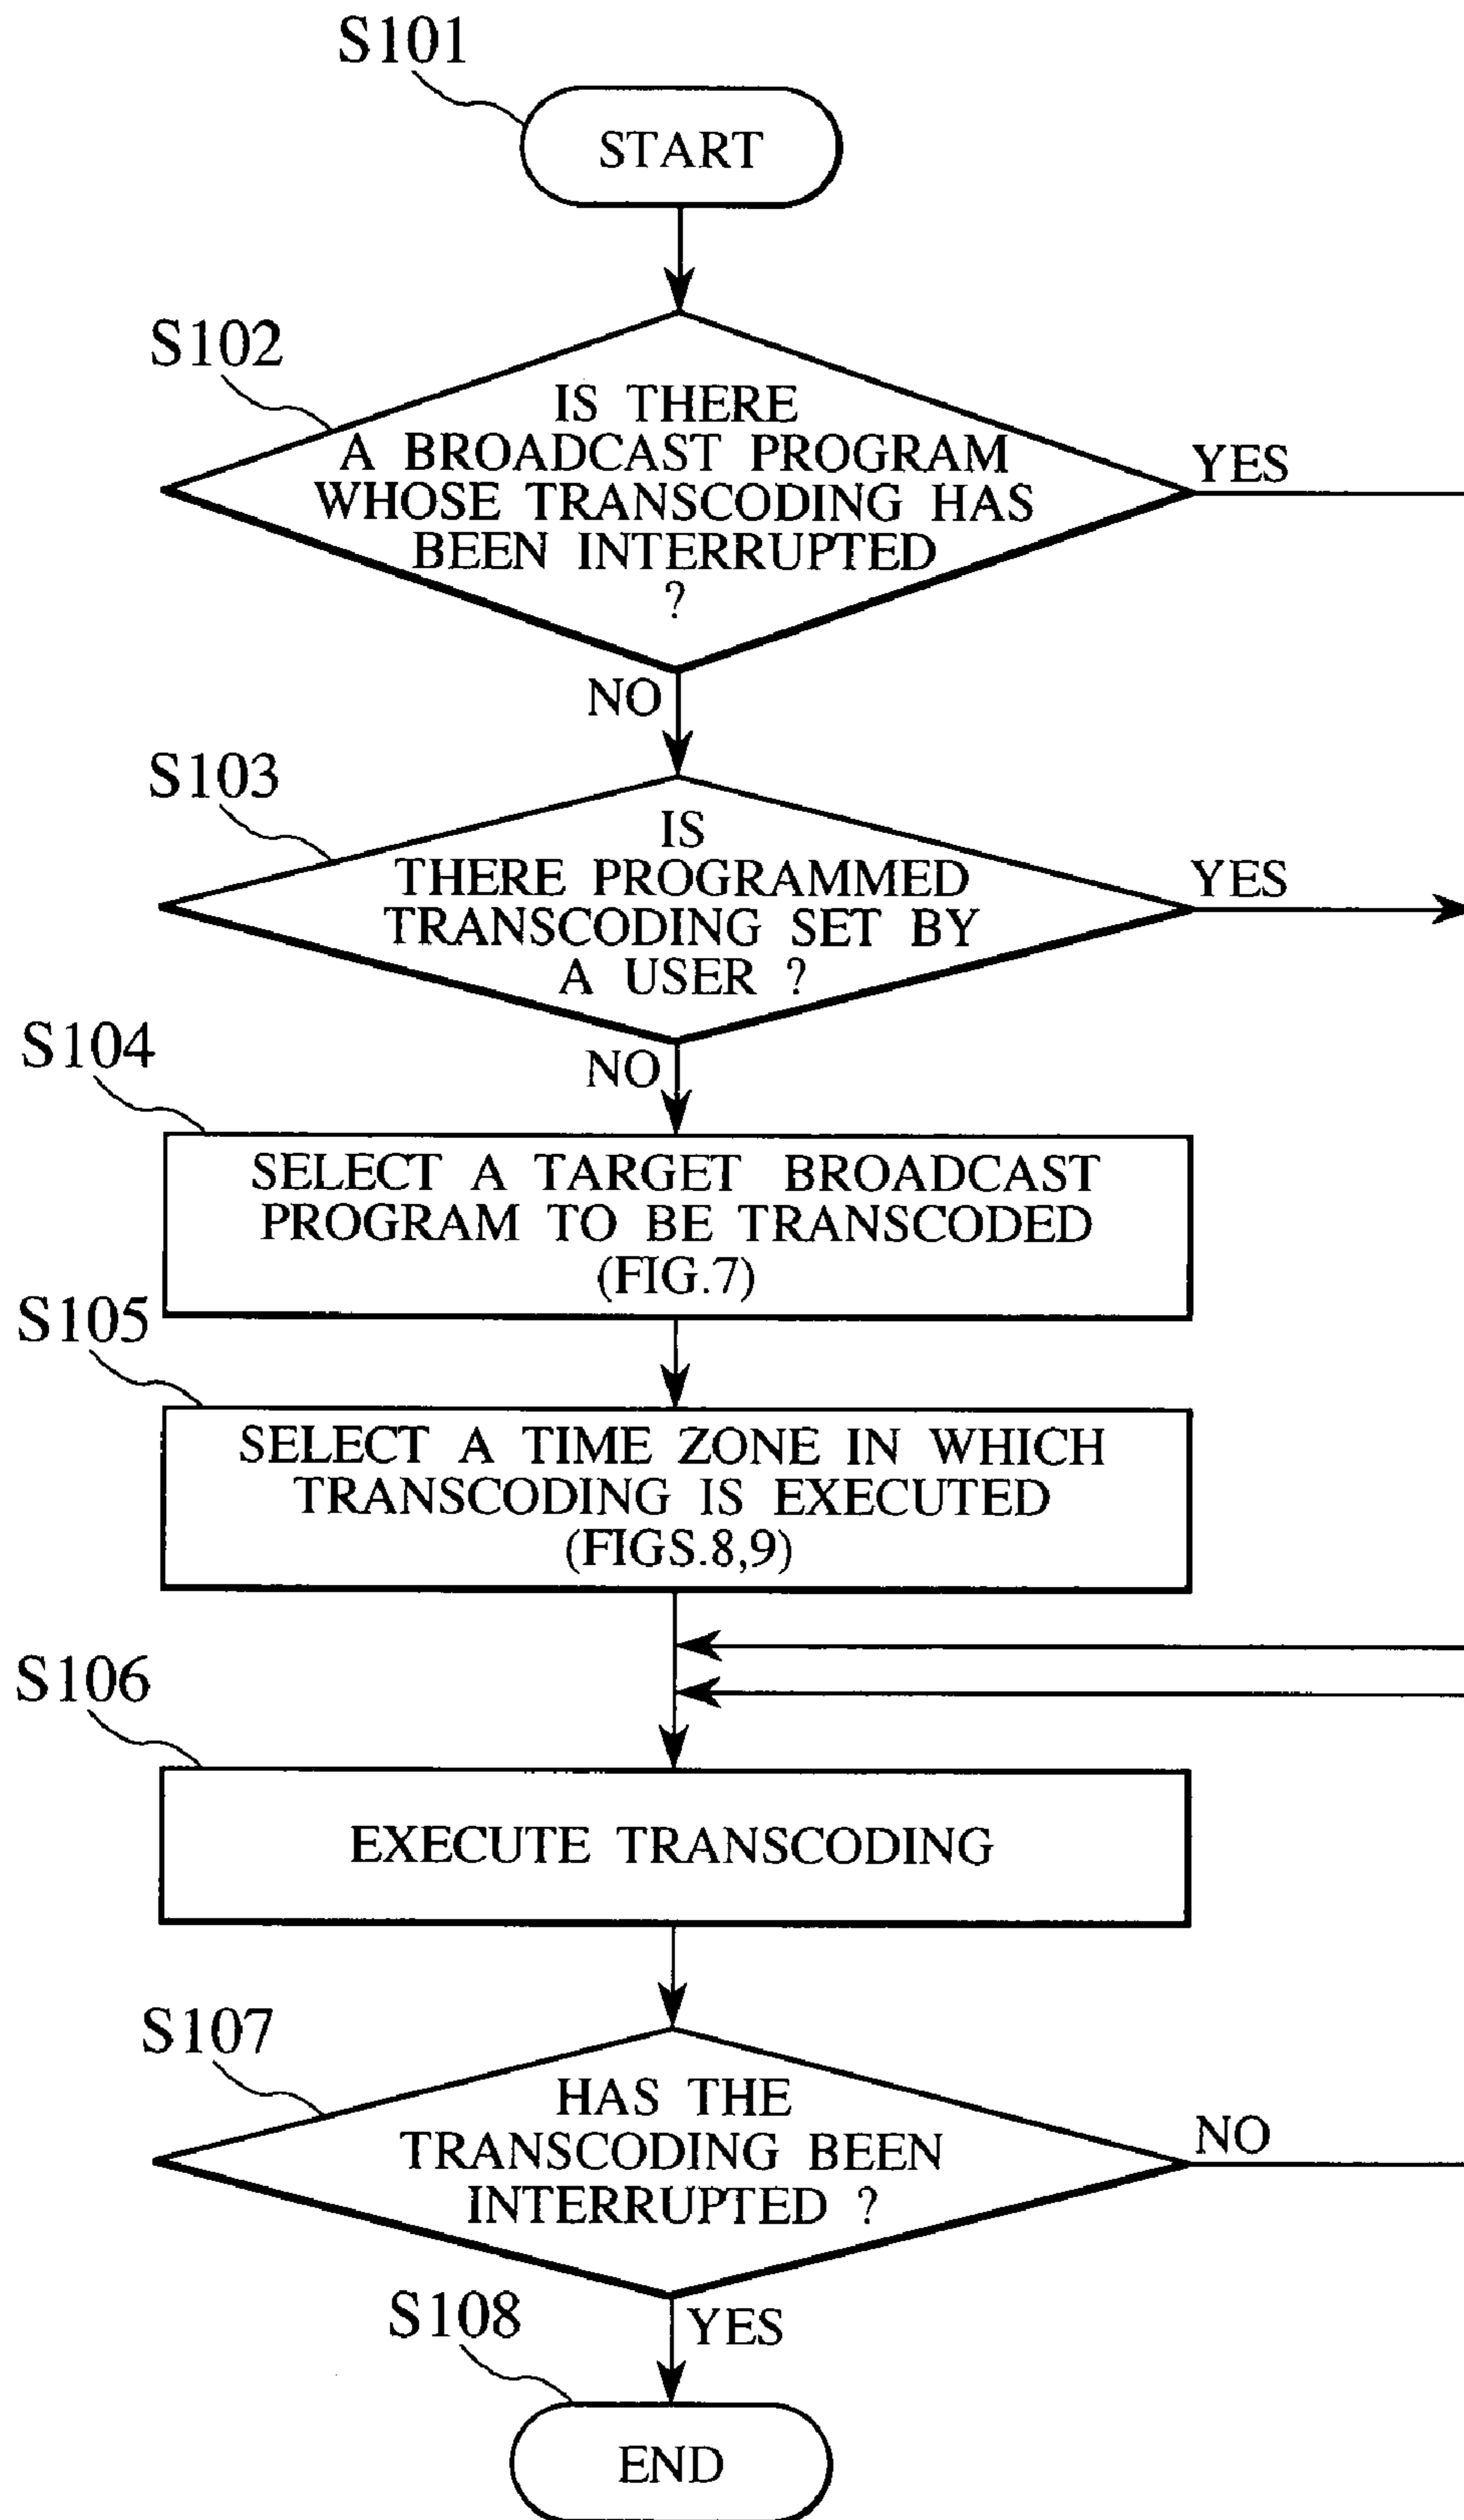 S101
START
S102
IS THERE
A BROADCAST PROGRAM
WHOSE TRANSCODING HAS
BEEN INTERRUPTED
?
YES
NO
S103
IS
THERE PROGRAMMED
TRANSCODING SET BY
A USER ?
YES
NO
S104
SELECT A TARGET BROADCAST
PROGRAM TO BE TRANSCODED
(FIG.7)
S105
SELECT A TIME ZONE IN WHICH
TRANSCODING IS EXECUTED
(FIGS.8,9)
S106
EXECUTE TRANSCODING
S107
HAS THE
TRANSCODING BEEN
INTERRUPTED ?
NO
YES
S108
END